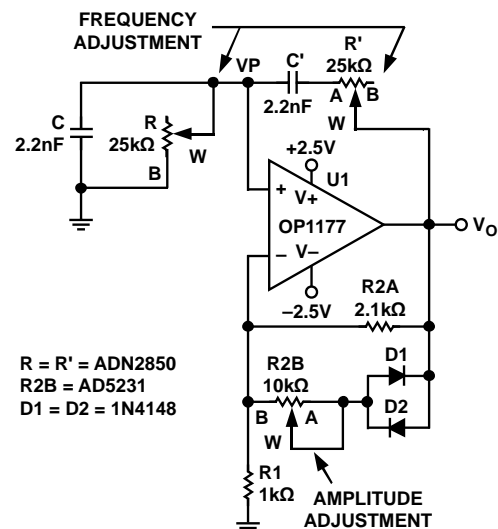 FREQUENCY
ADJUSTMENT
VP
C'
2.2nF
R'
25kΩ
A
B
W
C
2.2nF
R
25kΩ
B
W
+2.5V
U1
+
V+
OP1177
–
V–
–2.5V
VO
R2A
2.1kΩ
R2B
10kΩ
B
A
W
D1
D2
R = R' = ADN2850
R2B = AD5231
D1 = D2 = 1N4148
R1
1kΩ
AMPLITUDE
ADJUSTMENT